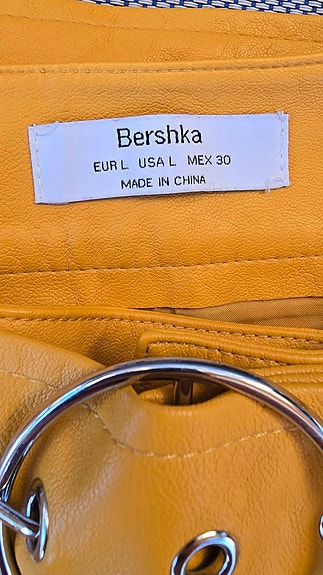 Bershka
EUR L USA L MEX 30
MADE IN CHINA